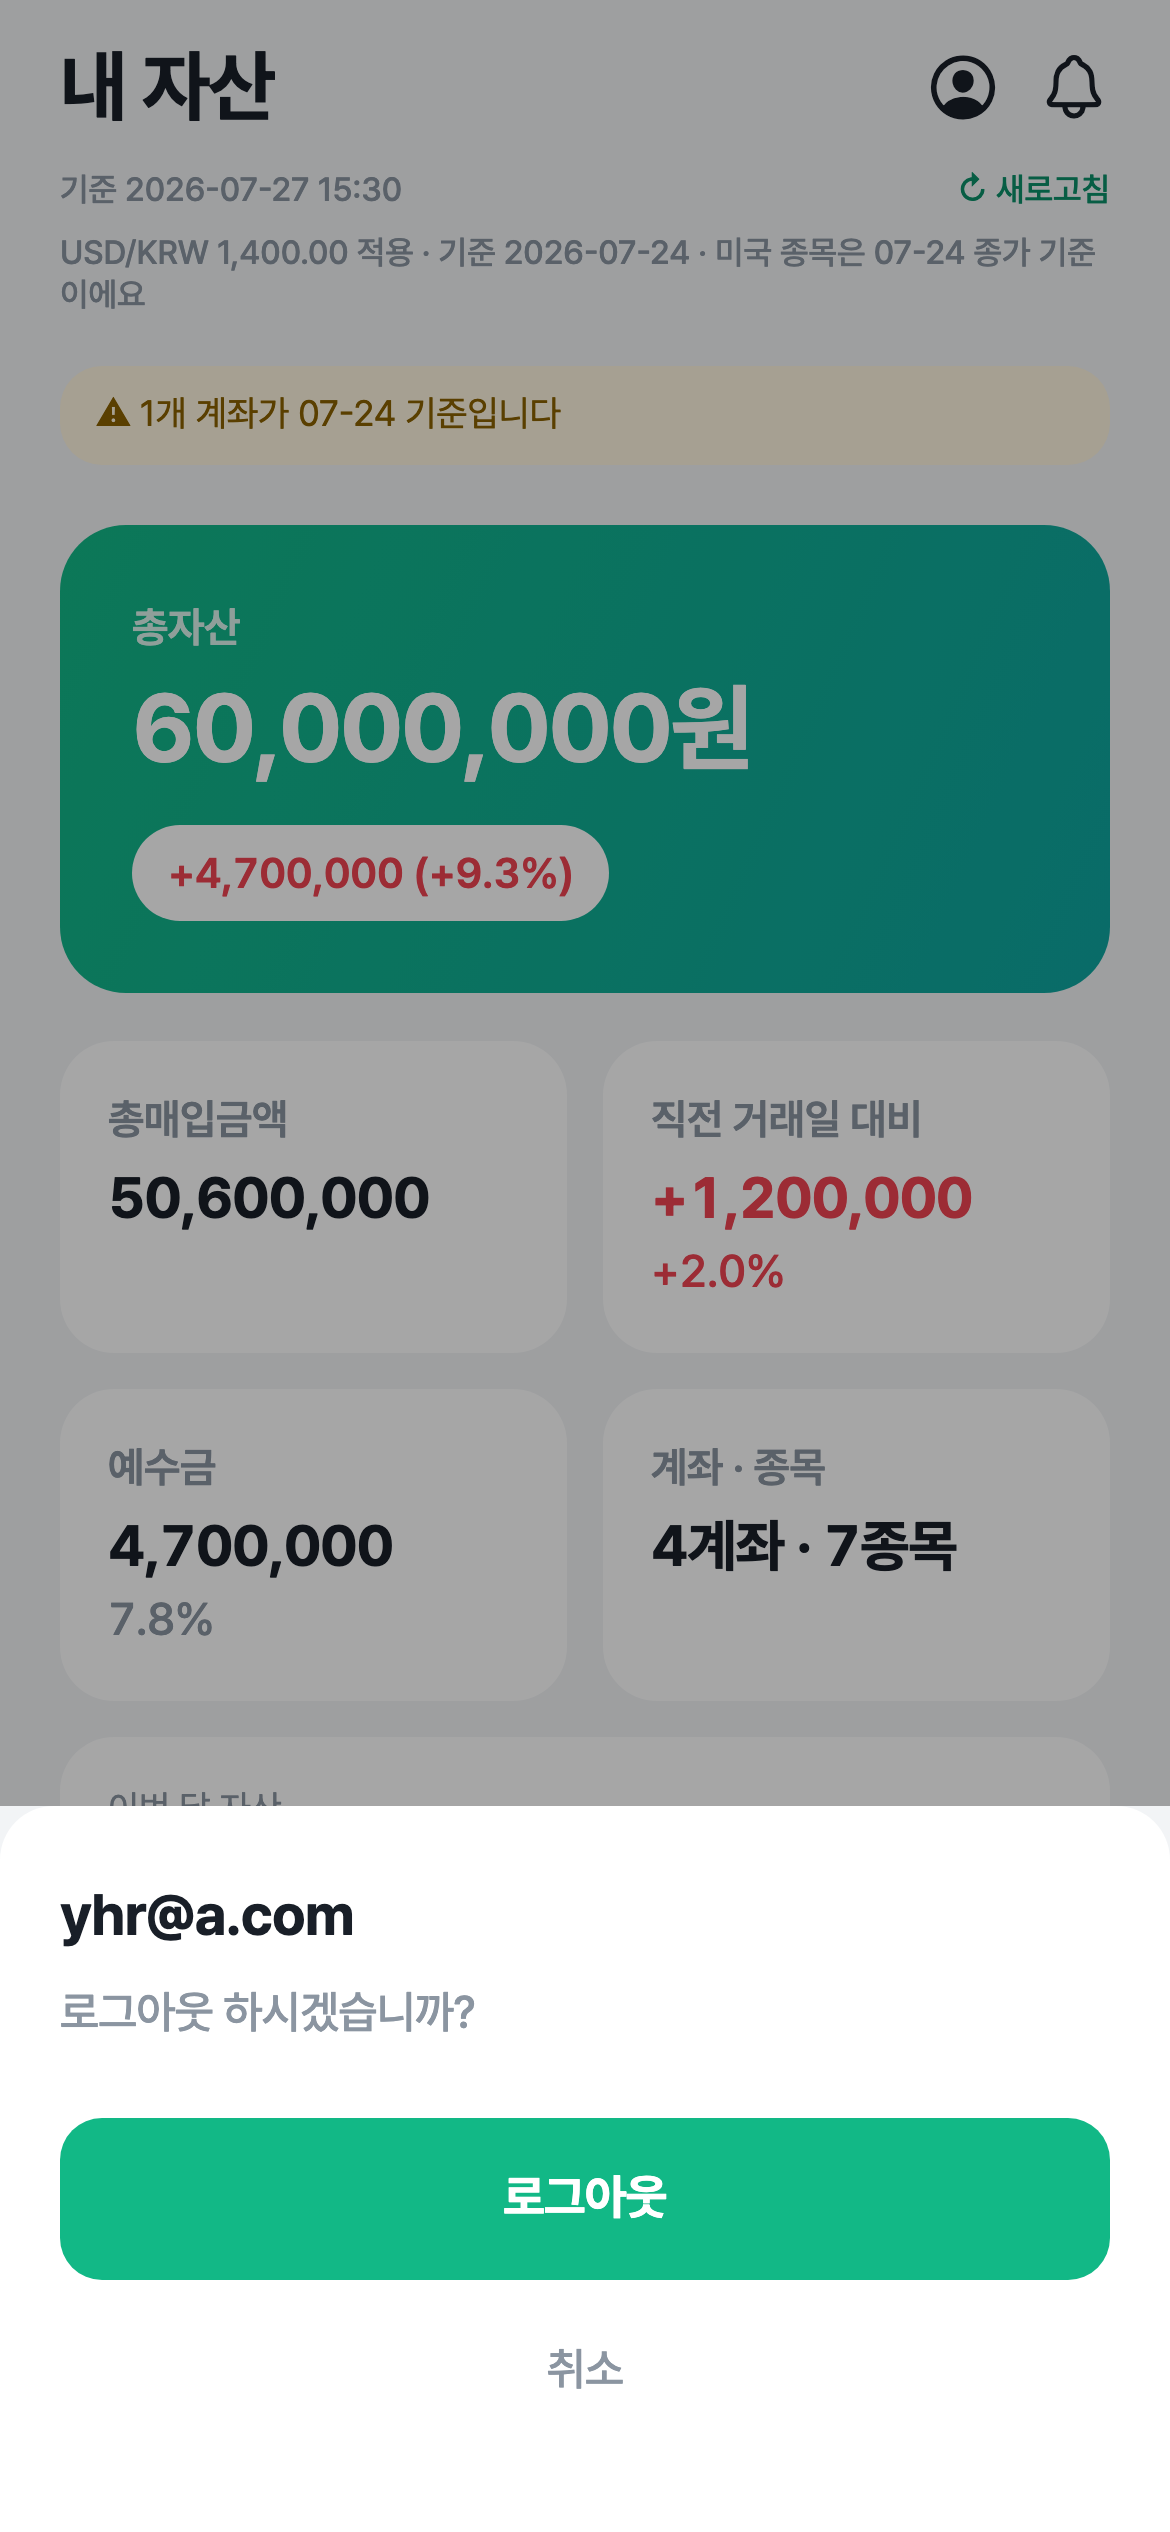 내 자산
기준 2026-07-27 15:30
새로고침
USD/KRW 1,400.00 적용 · 기준 2026-07-24 · 미국 종목은 07-24 종가 기준
이에요
1개 계좌가 07-24 기준입니다
총자산
60,000,000원
+4,700,000 (+9.3%)
총매입금액
50,600,000
직전 거래일 대비
+1,200,000
+2.0%
예수금
4,700,000
7.8%
계좌 · 종목
4계좌 · 7종목
이번 달 자산
yhr@a.com
로그아웃 하시겠습니까?
로그아웃
취소